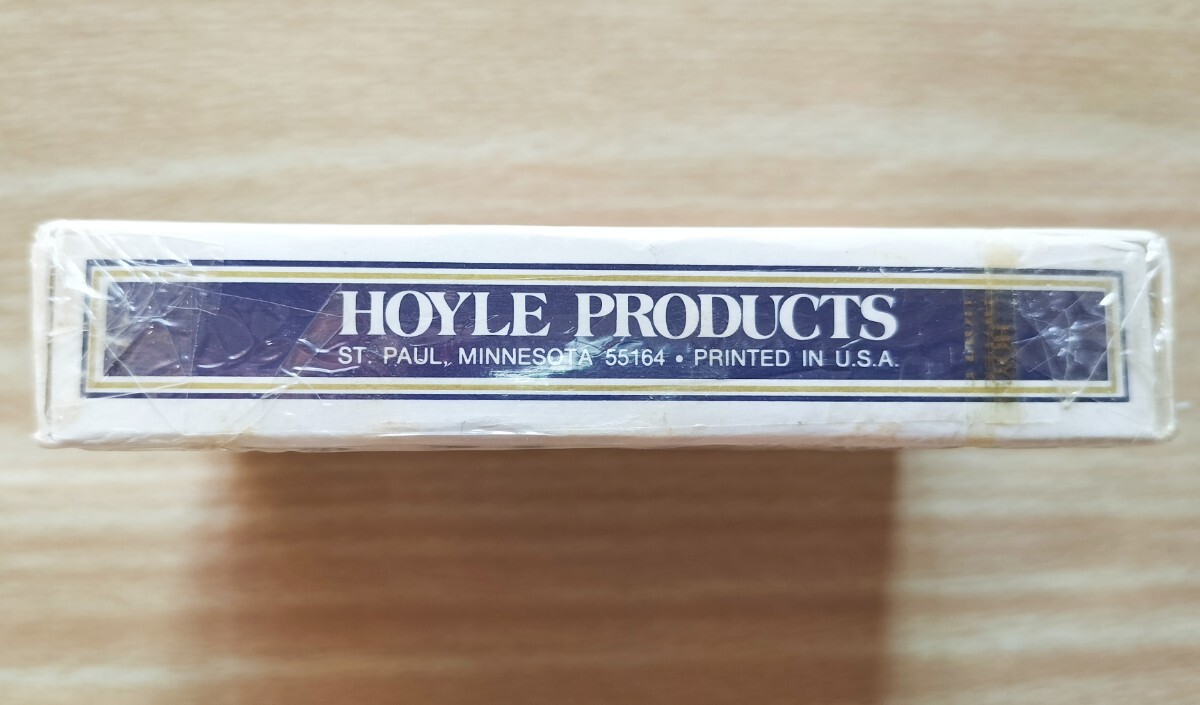 HOYLE PRODUCTS
ST. PAUL, MINNESOTA 55164 • PRINTED IN U.S.A.